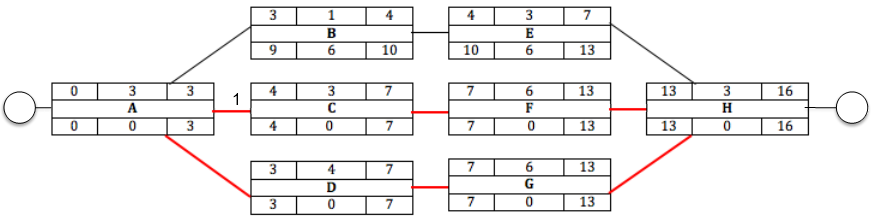 3 1 4
B
9 6 10
4 3 7
E
10 6 13
0 3 3
A
0 0 3
1
4 3 7
C
4 0 7
7 6 13
F
7 0 13
13 3 16
H
13 0 16
3 4 7
D
3 0 7
7 6 13
G
7 0 13